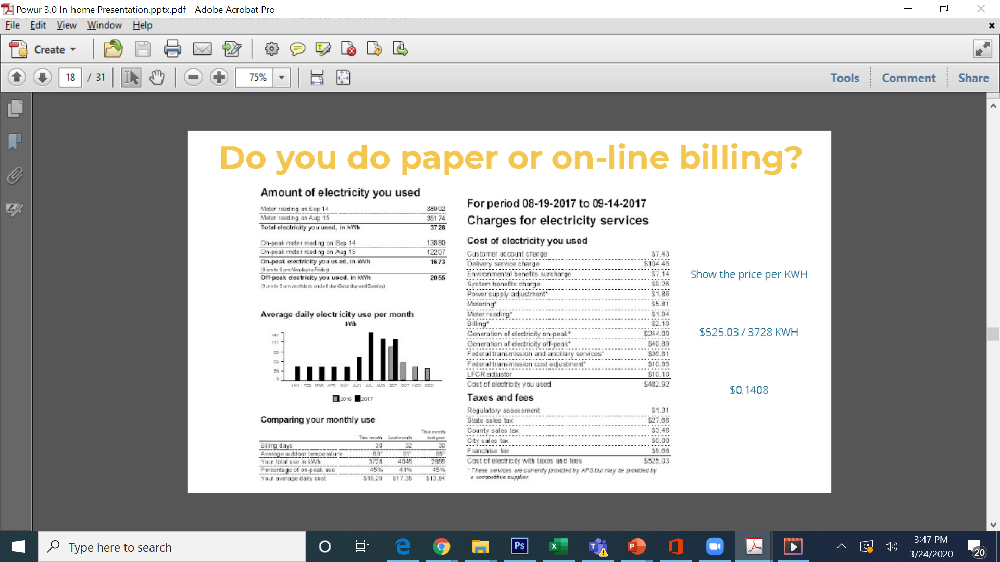 Powur 3.0 In-home Presentation.pptx.pdf - Adobe Acrobat Pro
File Edit View Window Help
Create
18 / 31 75% Tools Comment Share
Do you do paper or on-line billing?
Amount of electricity you used
Meter reading on Sep 14 38902
Meter reading on Aug 15 35174
Total electricity you used, in kWh 3728
On-peak meter reading on Sep 14 13880
On-peak meter reading on Aug 15 12207
On-peak electricity you used, in kWh 1673
(9 am to 9 pm Monday to Friday)
Off-peak electricity you used, in kWh 2055
(9 pm to 9 am weekdays and all day Saturday and Sunday)
Average daily electricity use per month
kWh
147
117
29
0
JAN FEB MAR APR MAY JUN JUL AUG SEP OCT NOV DEC
2016 2017
Comparing your monthly use
This month Last month This month last year
Billing days 30 32 30
Average outdoor temperature 89° 91° 89°
Your total use in kWh 3728 4046 2866
Percentage of on-peak use 45% 41% 45%
Your average daily cost $19.29 $17.35 $13.84
For period 08-19-2017 to 09-14-2017
Charges for electricity services
Cost of electricity you used
Customer account charge $7.43
Delivery service charge $104.45
Environmental benefits surcharge $7.14
System benefits charge $9.26
Power supply adjustment* $1.86
Metering* $5.81
Meter reading* $1.94
Billing* $2.19
Generation of electricity on-peak* $244.09
Generation of electricity off-peak* $40.89
Federal transmission and ancillary services* $36.81
Federal transmission cost adjustment* $10.95
LFCR adjustor $10.10
Cost of electricity you used $482.92
Taxes and fees
Regulatory assessment $1.31
State sales tax $27.66
County sales tax $3.46
City sales tax $0.00
Franchise fee $9.68
Cost of electricity with taxes and fees $525.03
* These services are currently provided by APS but may be provided by
a competitive supplier.
Show the price per KWH
$525.03 / 3728 KWH
$0.1408
Type here to search
3:47 PM
3/24/2020
20